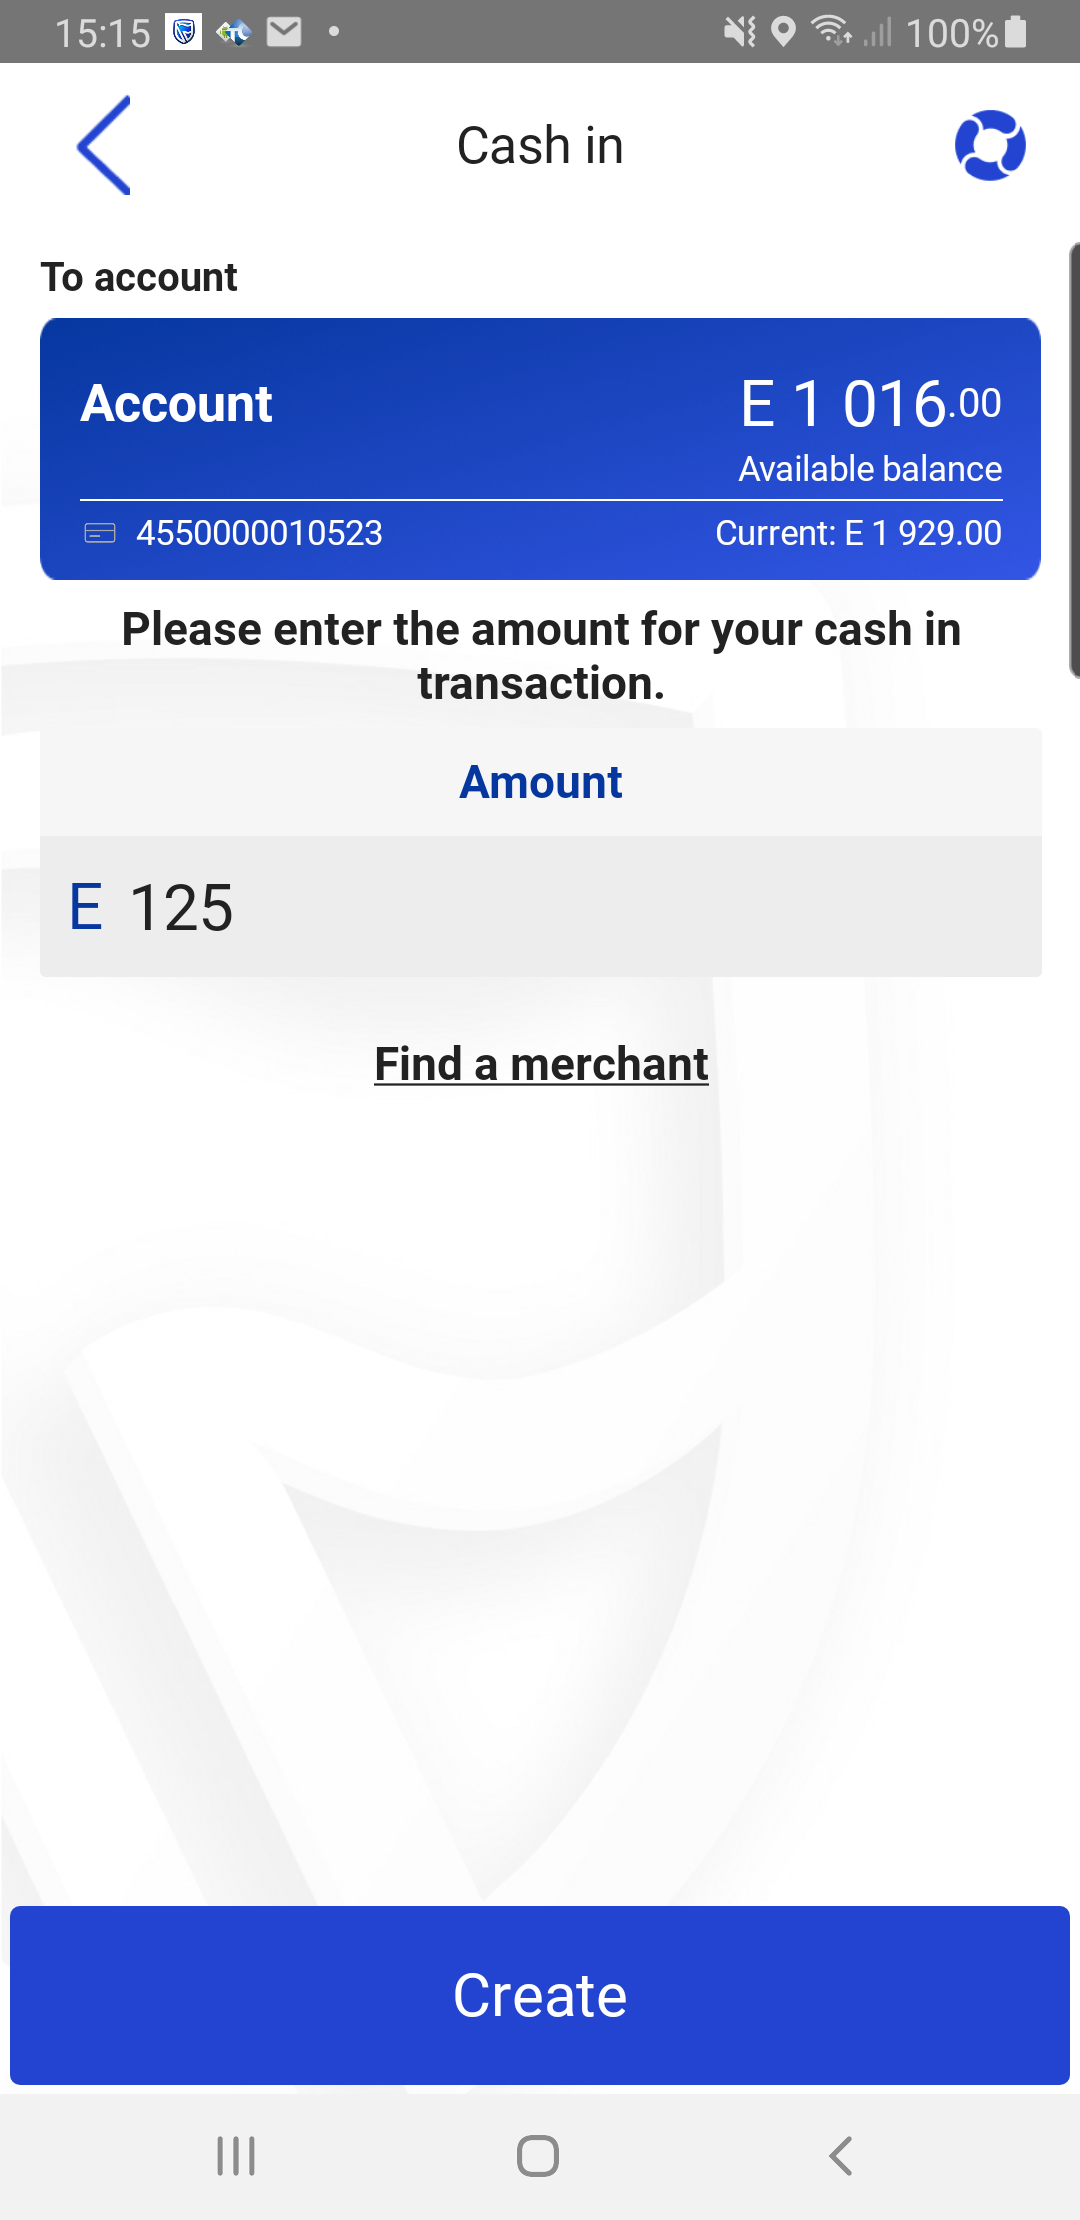 15:15
100%
Cash in
To account
Account
E 1 016.00
Available balance
4550000010523
Current: E 1 929.00
Please enter the amount for your cash in
transaction.
Amount
E 125
Find a merchant
Create